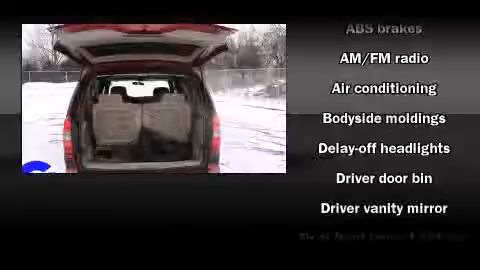 ABS brakes
AM/FM radio
Air conditioning
Bodyside moldings
Delay-off headlights
Driver door bin
Driver vanity mirror